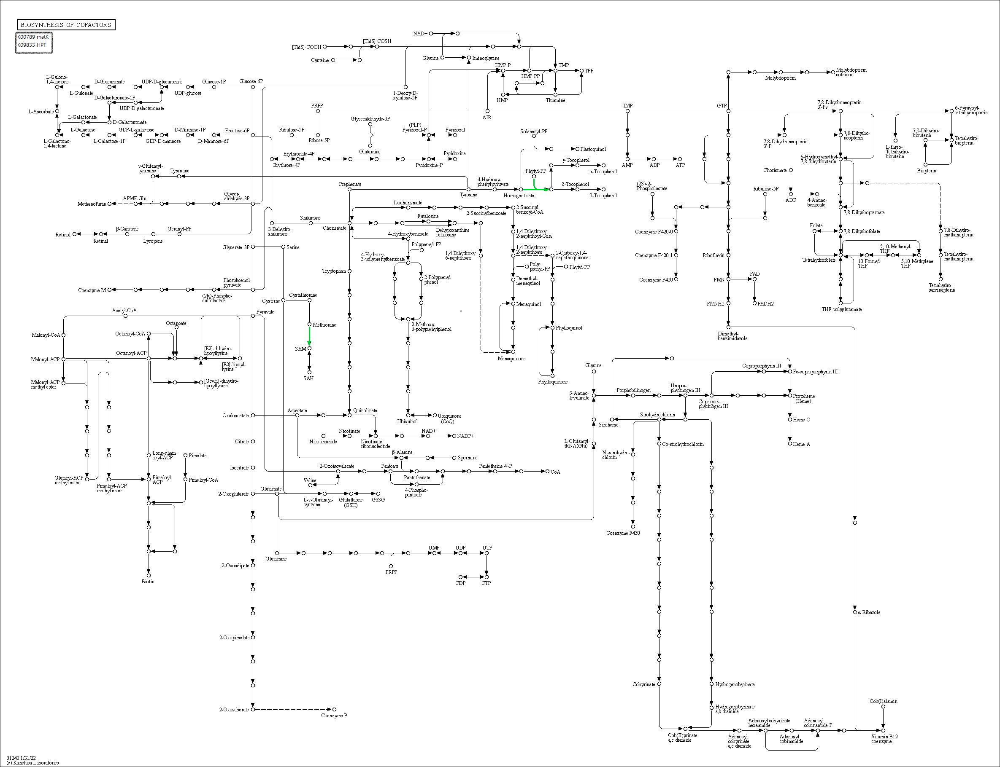 BIOSYNTHESIS OF COFACTORS
K00789 metK
K09833 HPT
NAD+
[ThiS]-COSH
[ThiS]-COOH
Cysteine
Glycine
Iminoglycine
HMP-P
TMP
TPP
HMP-PP
HMP
Thiamine
Molybdopterin
cofactor
Molybdopterin
L-Gulono-
1,4-lactone
D-Glucuronate
UDP-D-glucuronate
Glucose-1P
Glucose-6P
L-Gulonate
UDP-glucose
1-Deoxy-D-
xylulose-5P
D-Galacturonate-1P
UDP-D-galacturonate
L-Ascorbate
L-Galactonate
D-Galacturonate
PRPP
AIR
IMP
GTP
7,8-Dihydroneopterin
3'-P3
6-Pyruvoyl-
tetrahydropterin
Glyceraldehyde-3P
(PLP)
Pyridoxal-P
Pyridoxal
L-Galactose
GDP-L-galactose
D-Mannose-1P
Fructose-6P
Ribulose-5P
L-Galactono-
1,4-lactone
L-Galactose-1P
GDP-D-mannose
D-Mannose-6P
Ribose-5P
Glutamine
Solanesyl-PP
Plastoquinol
7,8-Dihydroneopterin
3'-P
7,8-Dihydro-
neopterin
7,8-Dihydro-
biopterin
Tetrahydro-
biopterin
L-threo-
Tetrahydro-
biopterin
Biopterin
Erythronate-4P
Erythrose-4P
Pyridoxine-P
Pyridoxine
γ-Tocopherol
α-Tocopherol
Phytyl-PP
AMP
ADP
ATP
6-Hydroxymethyl-
7,8-dihydropterin
γ-Glutamyl-
tyramine
Tyramine
Chorismate
Prephenate
Tyrosine
4-Hydroxy-
phenylpyruvate
Homogentisate
δ-Tocopherol
β-Tocopherol
(2S)-2-
Phospholactate
Ribulose-5P
ADC
4-Amino-
benzoate
7,8-Dihydropteroate
Methanofuran
APMF-Glu
Glycer-
aldehyde-3P
Isochorismate
2-Succinylbenzoate
2-Succinyl-
benzoyl-CoA
Shikimate
3-Dehydro-
shikimate
Chorismate
Futalosine
Dehypoxanthine
futalosine
Retinol
Retinal
β-Carotene
Lycopene
Geranyl-PP
4-Hydroxybenzoate
1,4-Dihydroxy-
2-naphthoyl-CoA
Coenzyme F420-0
Folate
7,8-Dihydrofolate
7,8-Dihydro-
methanopterin
Glycerate-3P
Serine
Polyprenyl-PP
4-Hydroxy-
3-polyprenylbenzoate
1,4-Dihydroxy-
6-naphthoate
1,4-Dihydroxy-
2-naphthoate
2-Carboxy-1,4-
naphthoquinone
Coenzyme F420-1
Riboflavin
Tetrahydrofolate
10-Formyl-
THF
5,10-Methenyl-
THF
5,10-Methylene-
THF
Tetrahydro-
methanopterin
Poly-
prenyl-PP
Phytyl-PP
Tryptophan
2-Polyprenyl-
phenol
Demethyl-
menaquinol
Coenzyme F420
FMN
FAD
Tetrahydro-
sarcinapterin
Phosphoenol-
pyruvate
Coenzyme M
(2R)-Phospho-
sulfolactate
Cysteine
Cystathionine
Menaquinol
FMNH2
FADH2
THF-polyglutamate
Acetyl-CoA
Pyruvate
Methionine
2-Methoxy-
6-polyprenylphenol
Phylloquinol
Dimethyl-
benzimidazole
Malonyl-CoA
Octanoyl-CoA
Octanoate
SAM
Malonyl-ACP
Octanoyl-ACP
[E2]-dihydro-
lipoyllysine
[E2]-lipoyl-
lysine
Menaquinone
SAH
Malonyl-ACP
methyl ester
[GcvH]-dihydro-
lipoyllysine
Phylloquinone
Glycine
Coproporphyrin III
Fe-coproporphyrin III
5-Amino-
levulinate
Porphobilinogen
Uropor-
phyrinogen III
Copropor-
phyrinogen III
Protoheme
(Heme)
Oxaloacetate
Aspartate
Quinolinate
Ubiquinol
Ubiquinone
(CoQ)
Siroheme
Sirohydrochlorin
Heme O
Nicotinamide
Nicotinate
Nicotinate
ribonucleotide
NAD+
NADP+
Citrate
L-Glutamyl-
tRNA(Glu)
Co-sirohydrochlorin
Heme A
Ni-sirohydro-
chlorin
Long-chain
acyl-ACP
Pimelate
β-Alanine
Spermine
Isocitrate
2-Oxoisovalerate
Pantoate
Pantothenate
Pantetheine 4'-P
CoA
Glutaryl-ACP
methyl ester
Pimeloyl-ACP
methyl ester
Pimeloyl-
ACP
Pimeloyl-CoA
Valine
4-Phospho-
pantoate
2-Oxoglutarate
Glutamate
L-γ-Glutamyl-
cysteine
Glutathione
(GSH)
GSSG
Coenzyme F430
Glutamine
PRPP
UMP
UDP
UTP
CDP
CTP
2-Oxoadipate
Biotin
α-Ribazole
2-Oxopimelate
Cobyrinate
Hydrogenobyrinate
2-Oxosuberate
Coenzyme B
Hydrogenobyrinate
a,c diamide
Cob(I)alamin
Cob(II)yrinate
a,c diamide
Adenosyl
cobyrinate
a,c diamide
Adenosyl cobyrinate
hexaamide
Adenosyl
cobinamide
Adenosyl
cobinamide-P
Vitamin B12
coenzyme
01240 1/31/22
(c) Kanehisa Laboratories